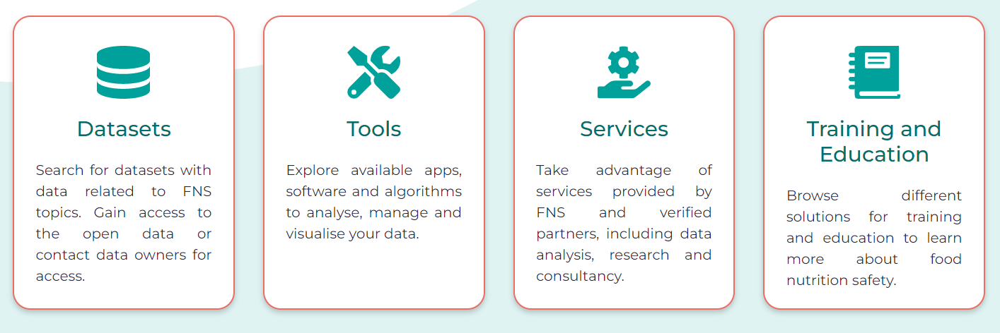 Datasets
Search for datasets with
data related to FNS
topics. Gain access to
the open data or
contact data owners for
access.
Tools
Explore available apps,
software and algorithms
to analyse, manage and
visualise your data.
Services
Take advantage of
services provided by
FNS and verified
partners, including data
analysis, research and
consultancy.
Training and
Education
Browse different
solutions for training
and education to learn
more about food
nutrition safety.